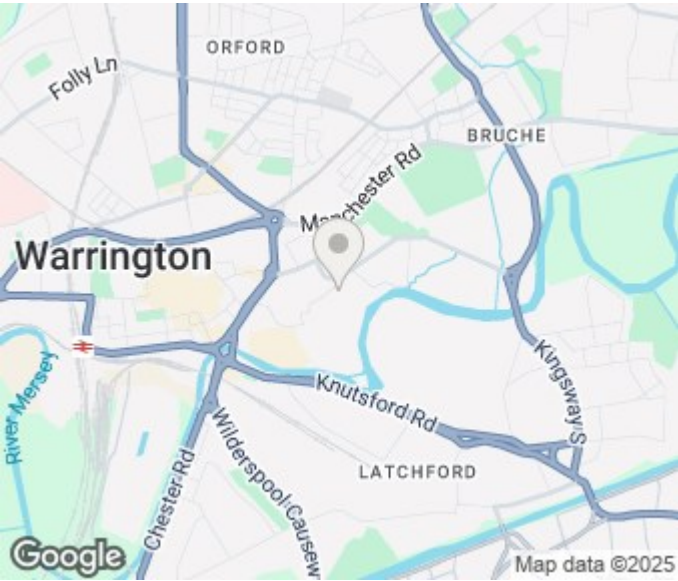 ORFORD
Folly Ln
BRUCHE
Manchester Rd
Warrington
Kingsway S
River Mersey
Knutsford Rd
Chester Rd
Wilderspool Causew
LATCHFORD
Google
Map data ©2025